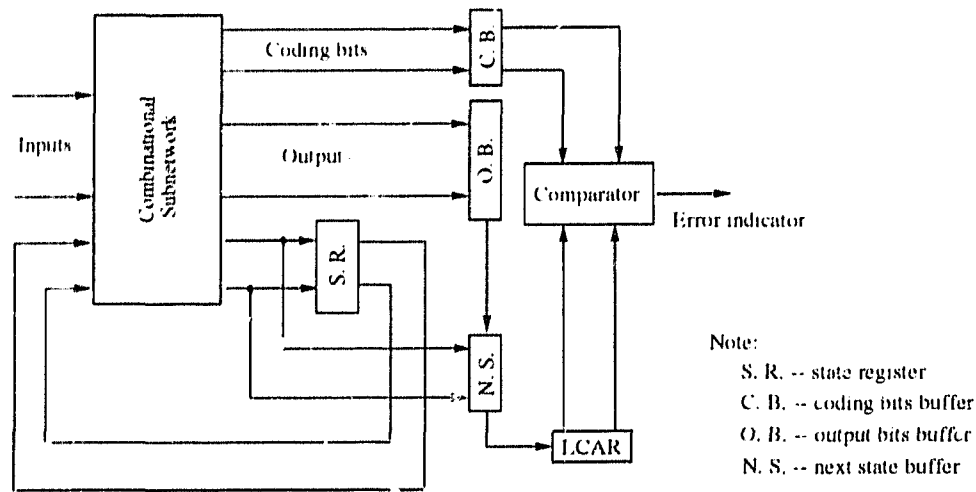 Coding bits
C. B.
Inputs
Combinational
Subnetwork
Output
O. B.
Comparator
Error indicator
S. R.
N. S.
LCAR
Note:
S. R. -- state register
C. B. -- coding bits buffer
O. B. -- output bits buffer
N. S. -- next state buffer